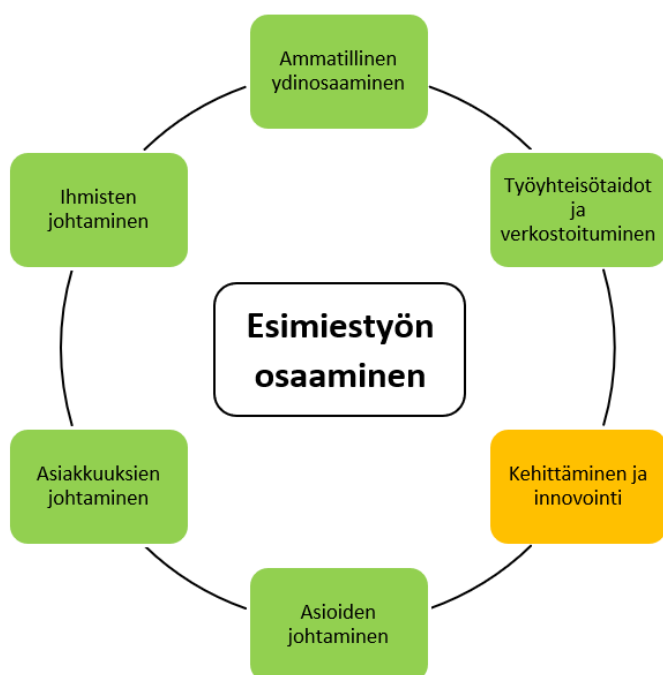 Ammatillinen
ydinosaaminen
Työyhteisötaidot
ja
verkostoituminen
Kehittäminen ja
innovointi
Asioiden
johtaminen
Asiakkuuksien
johtaminen
Ihmisten
johtaminen
Esimiestyön
osaaminen